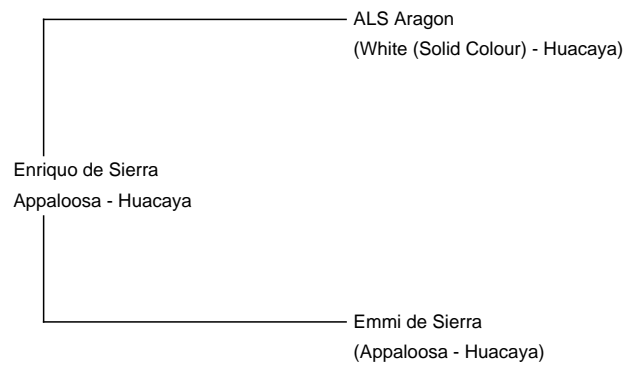 ALS Aragon
(White (Solid Colour) - Huacaya)
Enriquo de Sierra
Appaloosa - Huacaya
Emmi de Sierra
(Appaloosa - Huacaya)